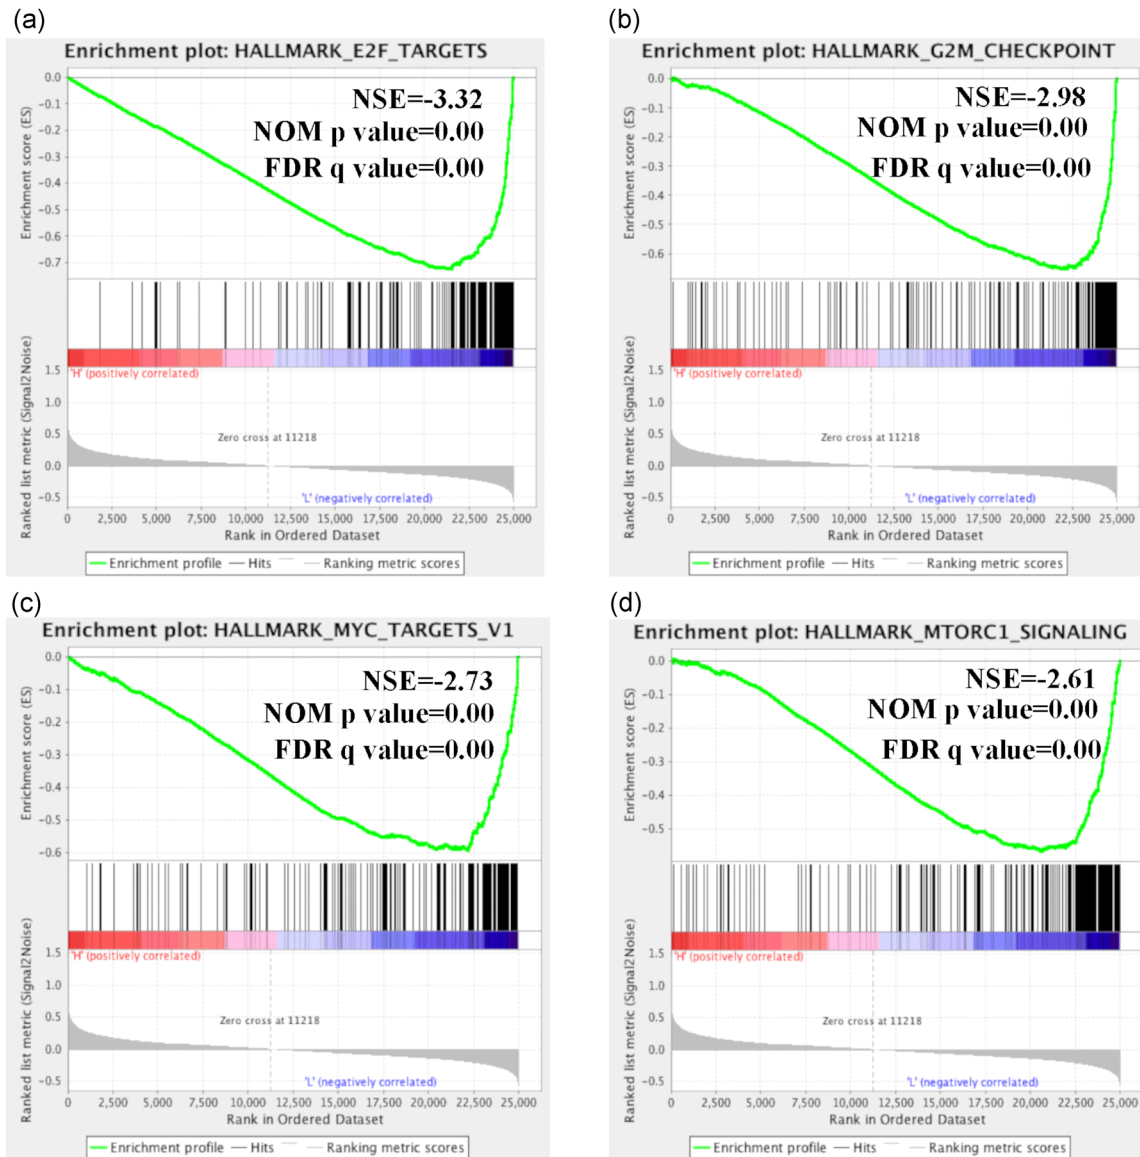 (a)
Enrichment plot: HALLMARK_E2F_TARGETS
NSE=-3.32
NOM p value=0.00
FDR q value=0.00
Enrichment score (ES)
0.0
-0.1
-0.2
-0.3
-0.4
-0.5
-0.6
-0.7
Ranked list metric (Signal2Noise)
'H' (positively correlated)
1.5
1.0
0.5
0.0
-0.5
Zero cross at 11218
'L' (negatively correlated)
0 2,500 5,000 7,500 10,000 12,500 15,000 17,500 20,000 22,500 25,000
Rank in Ordered Dataset
Enrichment profile Hits Ranking metric scores
(b)
Enrichment plot: HALLMARK_G2M_CHECKPOINT
NSE=-2.98
NOM p value=0.00
FDR q value=0.00
Enrichment score (ES)
0.0
-0.1
-0.2
-0.3
-0.4
-0.5
-0.6
Ranked list metric (Signal2Noise)
'H' (positively correlated)
1.5
1.0
0.5
0.0
-0.5
Zero cross at 11218
'L' (negatively correlated)
0 2,500 5,000 7,500 10,000 12,500 15,000 17,500 20,000 22,500 25,000
Rank in Ordered Dataset
Enrichment profile Hits Ranking metric scores
(c)
Enrichment plot: HALLMARK_MYC_TARGETS_V1
NSE=-2.73
NOM p value=0.00
FDR q value=0.00
Enrichment score (ES)
0.0
-0.1
-0.2
-0.3
-0.4
-0.5
-0.6
Ranked list metric (Signal2Noise)
'H' (positively correlated)
1.5
1.0
0.5
0.0
-0.5
Zero cross at 11218
'L' (negatively correlated)
0 2,500 5,000 7,500 10,000 12,500 15,000 17,500 20,000 22,500 25,000
Rank in Ordered Dataset
Enrichment profile Hits Ranking metric scores
(d)
Enrichment plot: HALLMARK_MTORC1_SIGNALING
NSE=-2.61
NOM p value=0.00
FDR q value=0.00
Enrichment score (ES)
0.0
-0.1
-0.2
-0.3
-0.4
-0.5
Ranked list metric (Signal2Noise)
'H' (positively correlated)
1.5
1.0
0.5
0.0
-0.5
Zero cross at 11218
'L' (negatively correlated)
0 2,500 5,000 7,500 10,000 12,500 15,000 17,500 20,000 22,500 25,000
Rank in Ordered Dataset
Enrichment profile Hits Ranking metric scores